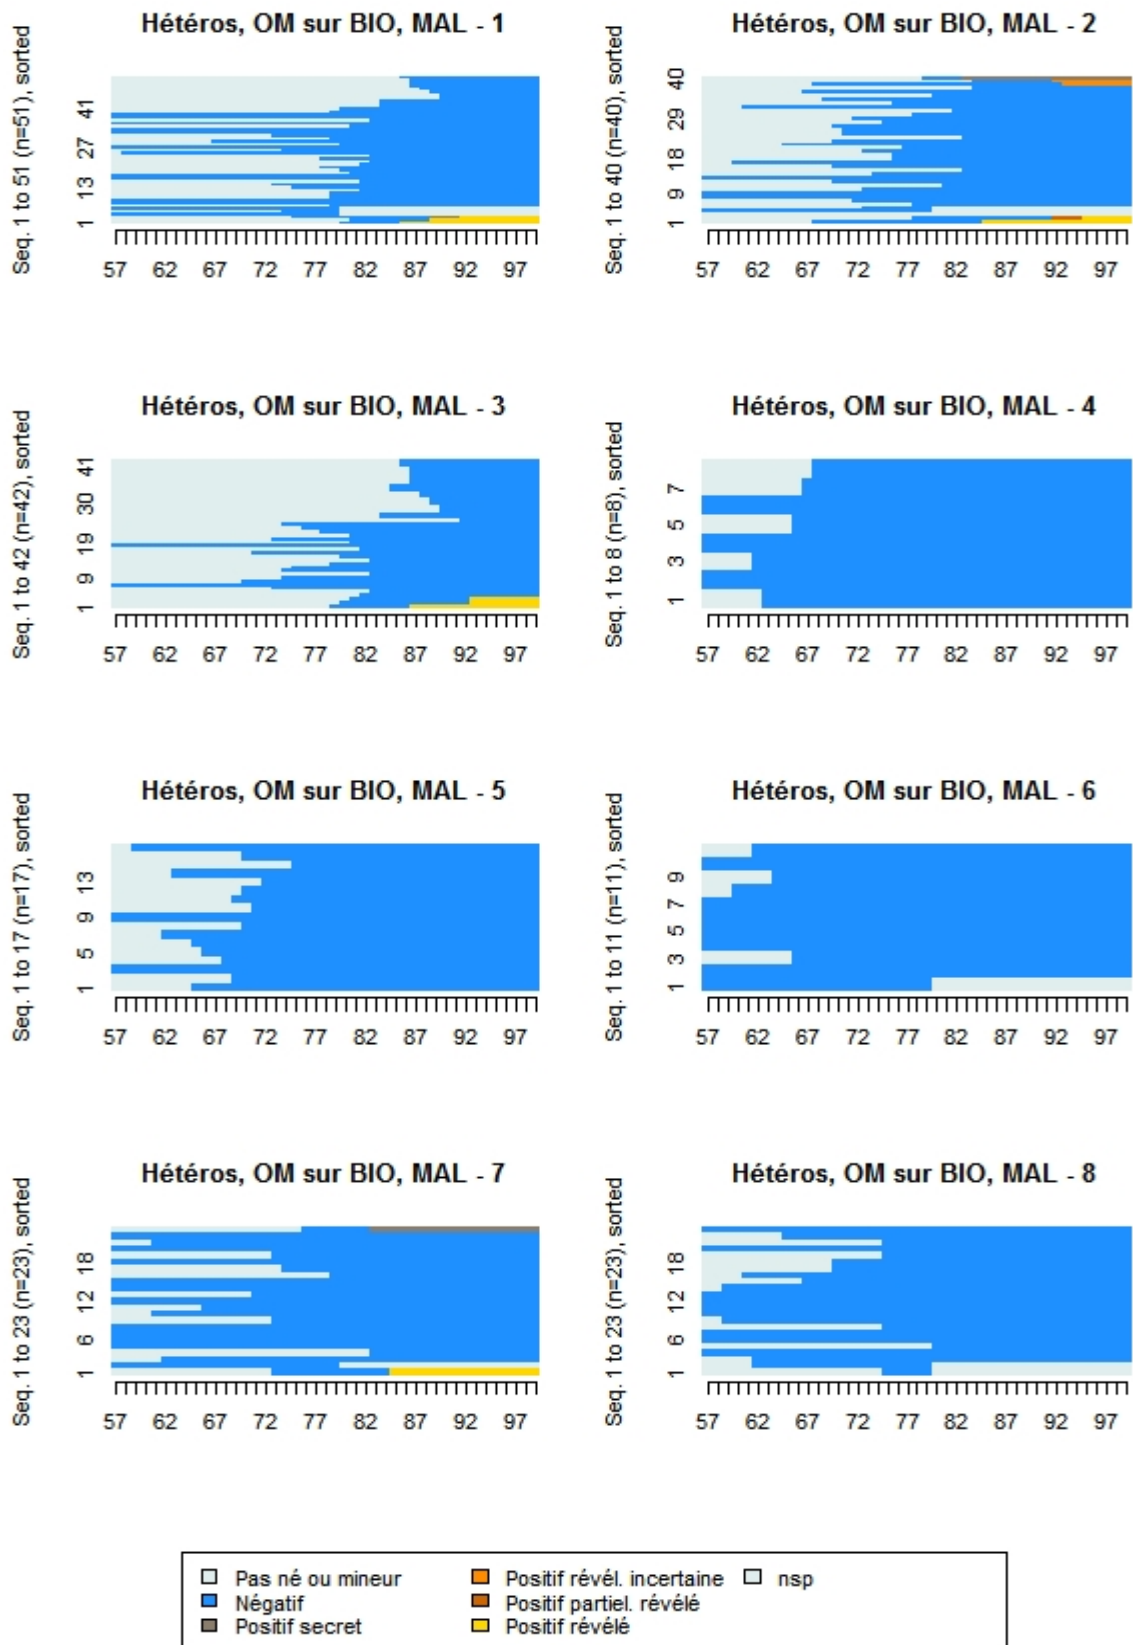 Hétéros, OM sur BIO, MAL - 1
Seq. 1 to 51 (n=51), sorted
1 13 27 41
57 62 67 72 77 82 87 92 97
Hétéros, OM sur BIO, MAL - 2
Seq. 1 to 40 (n=40), sorted
1 9 18 29 40
57 62 67 72 77 82 87 92 97
Hétéros, OM sur BIO, MAL - 3
Seq. 1 to 42 (n=42), sorted
1 9 19 30 41
57 62 67 72 77 82 87 92 97
Hétéros, OM sur BIO, MAL - 4
Seq. 1 to 8 (n=8), sorted
1 3 5 7
57 62 67 72 77 82 87 92 97
Hétéros, OM sur BIO, MAL - 5
Seq. 1 to 17 (n=17), sorted
1 5 9 13
57 62 67 72 77 82 87 92 97
Hétéros, OM sur BIO, MAL - 6
Seq. 1 to 11 (n=11), sorted
1 3 5 7 9
57 62 67 72 77 82 87 92 97
Hétéros, OM sur BIO, MAL - 7
Seq. 1 to 23 (n=23), sorted
1 6 12 18
57 62 67 72 77 82 87 92 97
Hétéros, OM sur BIO, MAL - 8
Seq. 1 to 23 (n=23), sorted
1 6 12 18
57 62 67 72 77 82 87 92 97
Pas né ou mineur
Négatif
Positif secret
Positif révél. incertaine
Positif partiel. révélé
Positif révélé
nsp